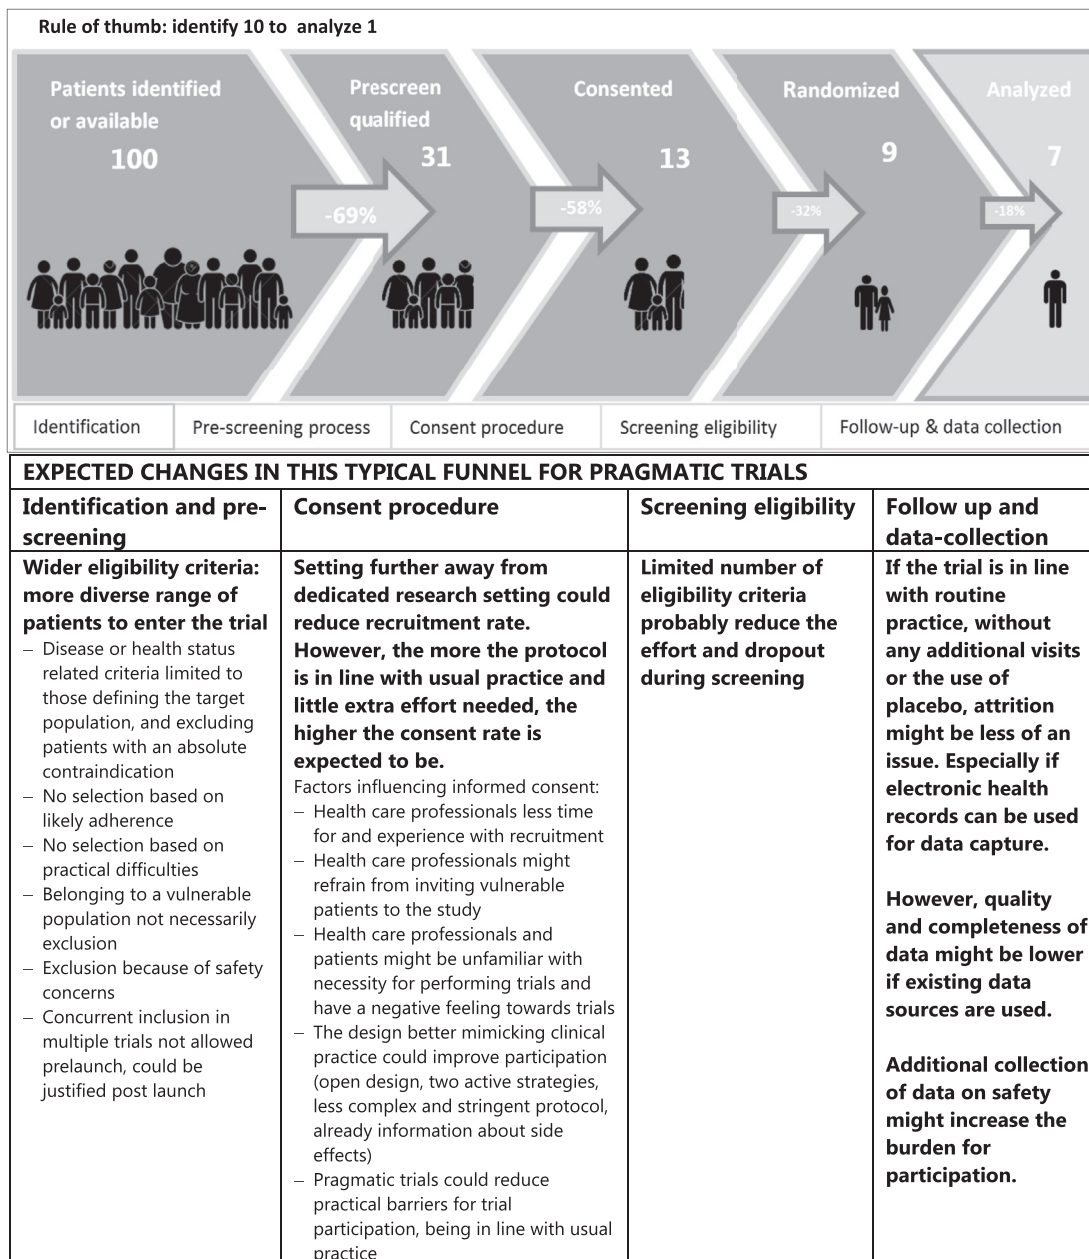 Rule of thumb: identify 10 to analyze 1
Patients identified
or available
100
Prescreen
qualified
31
Consented
13
Randomized
9
Analyzed
7
-69%
-58%
-32%
-18%
Identification
Pre-screening process
Consent procedure
Screening eligibility
Follow-up & data collection
EXPECTED CHANGES IN THIS TYPICAL FUNNEL FOR PRAGMATIC TRIALS
Identification and pre-
screening
Wider eligibility criteria:
more diverse range of
patients to enter the trial
– Disease or health status
related criteria limited to
those defining the target
population, and excluding
patients with an absolute
contraindication
– No selection based on
likely adherence
– No selection based on
practical difficulties
– Belonging to a vulnerable
population not necessarily
exclusion
– Exclusion because of safety
concerns
– Concurrent inclusion in
multiple trials not allowed
prelaunch, could be
justified post launch
Consent procedure
Setting further away from
dedicated research setting could
reduce recruitment rate.
However, the more the protocol
is in line with usual practice and
little extra effort needed, the
higher the consent rate is
expected to be.
Factors influencing informed consent:
– Health care professionals less time
for and experience with recruitment
– Health care professionals might
refrain from inviting vulnerable
patients to the study
– Health care professionals and
patients might be unfamiliar with
necessity for performing trials and
have a negative feeling towards trials
– The design better mimicking clinical
practice could improve participation
(open design, two active strategies,
less complex and stringent protocol,
already information about side
effects)
– Pragmatic trials could reduce
practical barriers for trial
participation, being in line with usual
practice
Screening eligibility
Limited number of
eligibility criteria
probably reduce the
effort and dropout
during screening
Follow up and
data-collection
If the trial is in line
with routine
practice, without
any additional visits
or the use of
placebo, attrition
might be less of an
issue. Especially if
electronic health
records can be used
for data capture.
However, quality
and completeness of
data might be lower
if existing data
sources are used.
Additional collection
of data on safety
might increase the
burden for
participation.